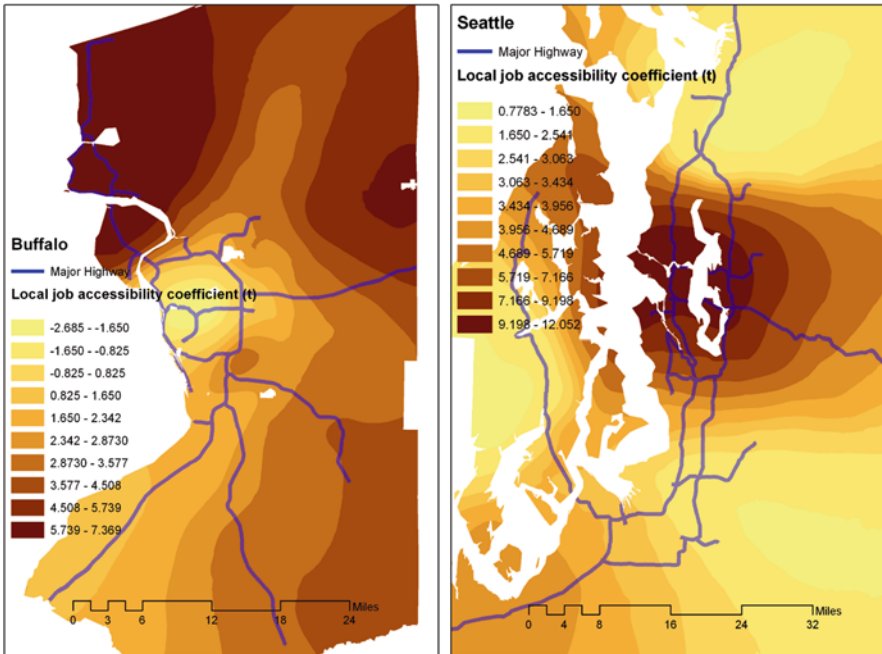 Buffalo
Major Highway
Local job accessibility coefficient (t)
-2.685 - -1.650
-1.650 - -0.825
-0.825 - 0.825
0.825 - 1.650
1.650 - 2.342
2.342 - 2.8730
2.8730 - 3.577
3.577 - 4.508
4.508 - 5.739
5.739 - 7.369
Miles
0 3 6 12 18 24
Seattle
Major Highway
Local job accessibility coefficient (t)
0.7783 - 1.650
1.650 - 2.541
2.541 - 3.063
3.063 - 3.434
3.434 - 3.956
3.956 - 4.689
4.689 - 5.719
5.719 - 7.166
7.166 - 9.198
9.198 - 12.052
Miles
0 4 8 16 24 32